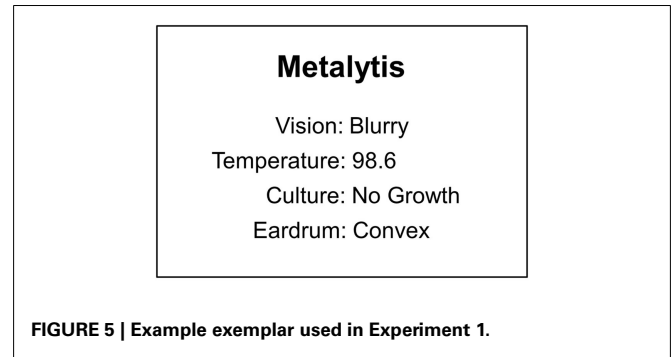 Metalytis
Vision: Blurry
Temperature: 98.6
Culture: No Growth
Eardrum: Convex
FIGURE 5 | Example exemplar used in Experiment 1.